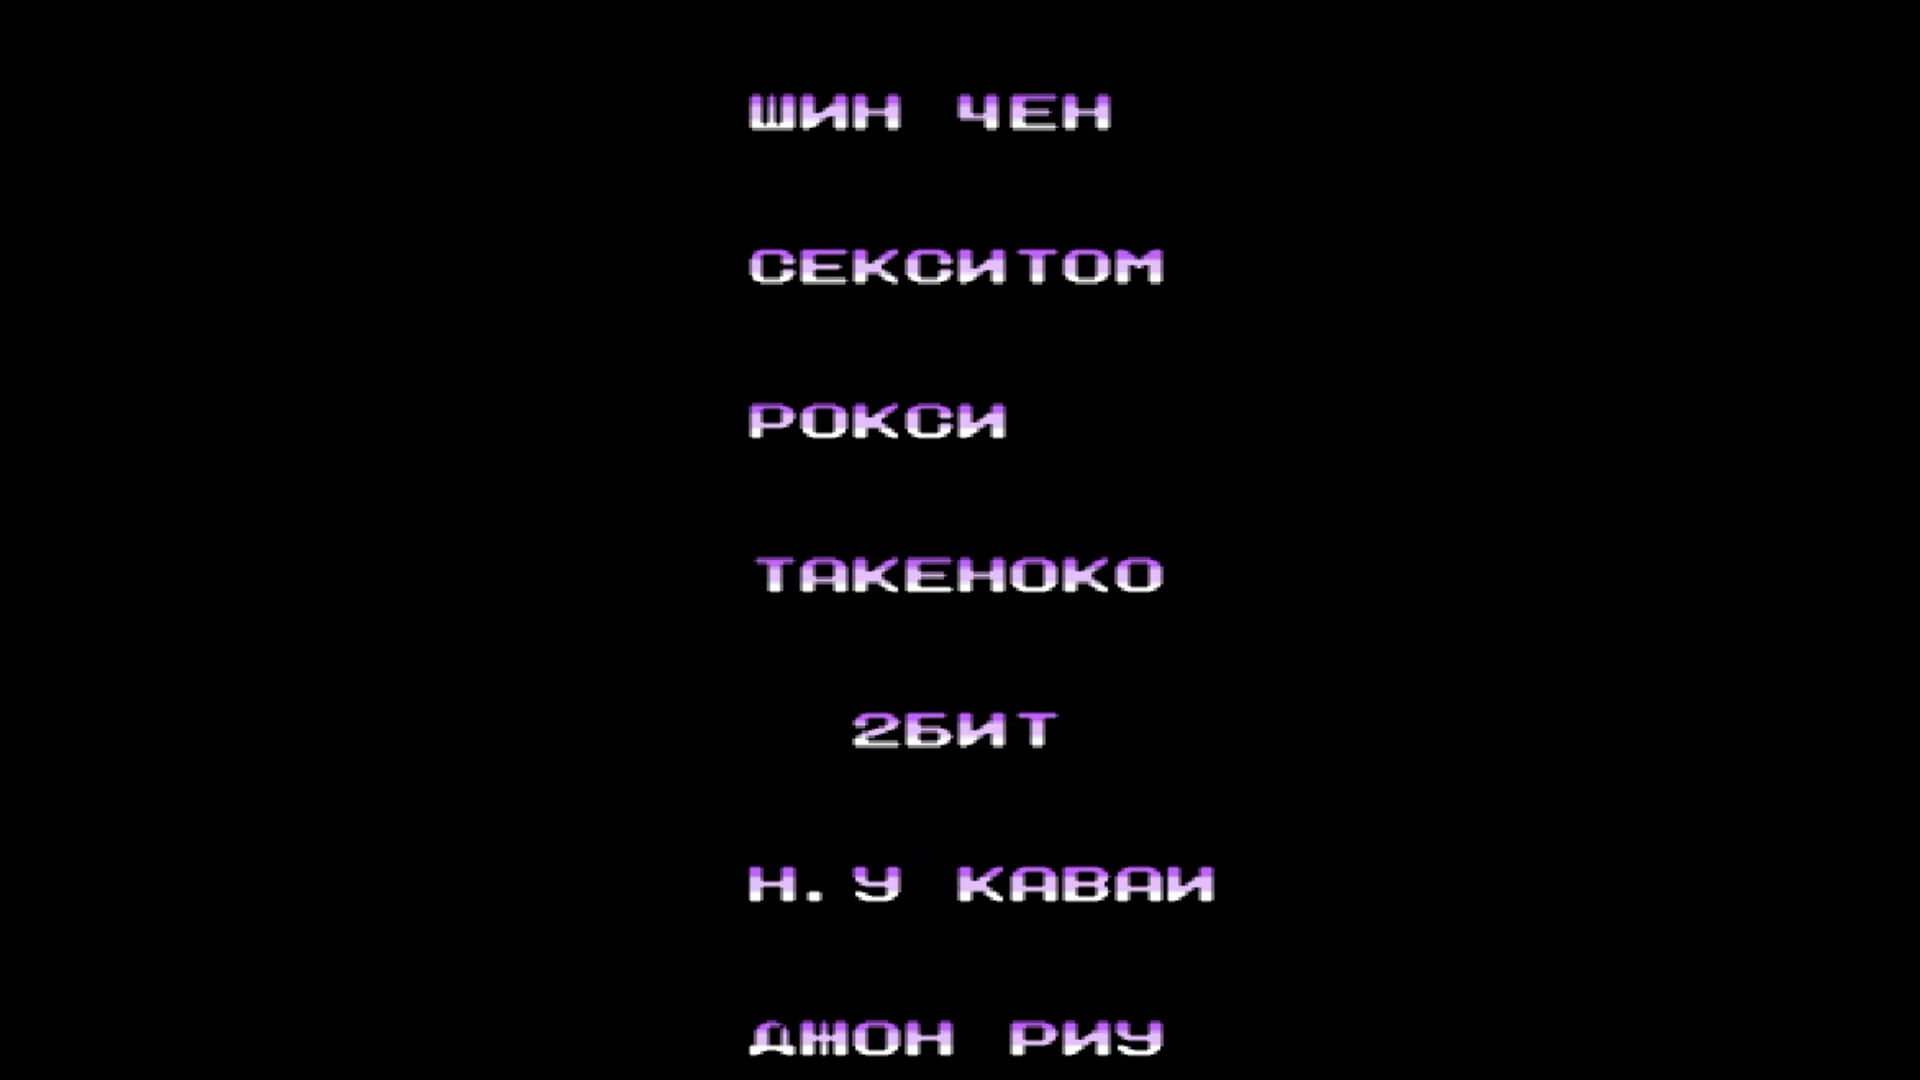 ШИН ЧЕН
СЕКСИТОМ
РОКСИ
ТАКЕНОКО
2БИТ
Н. У КАВАИ
ДЖОН РИУ